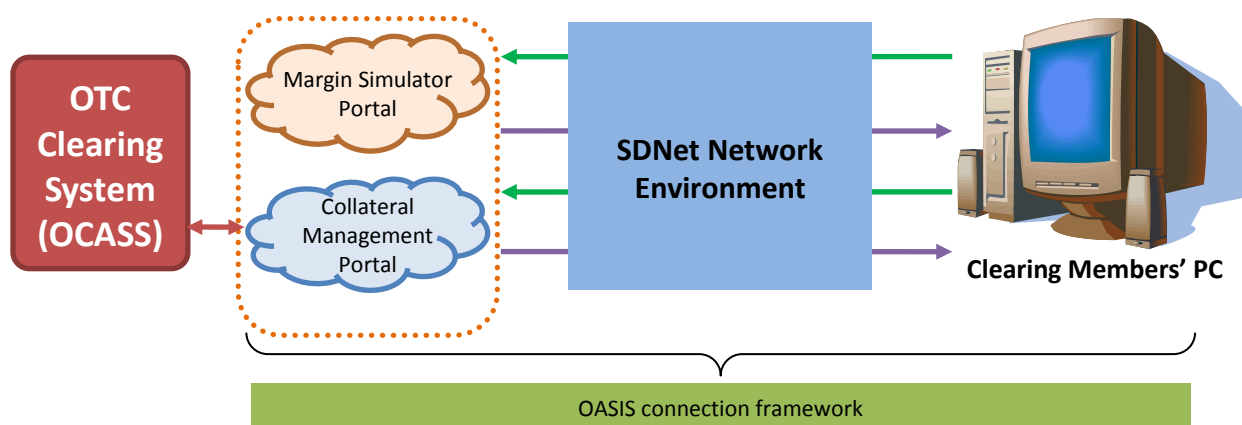 OTC
Clearing
System
(OCASS)
Margin Simulator
Portal
Collateral
Management
Portal
SDNet Network
Environment
Clearing Members’ PC
OASIS connection framework